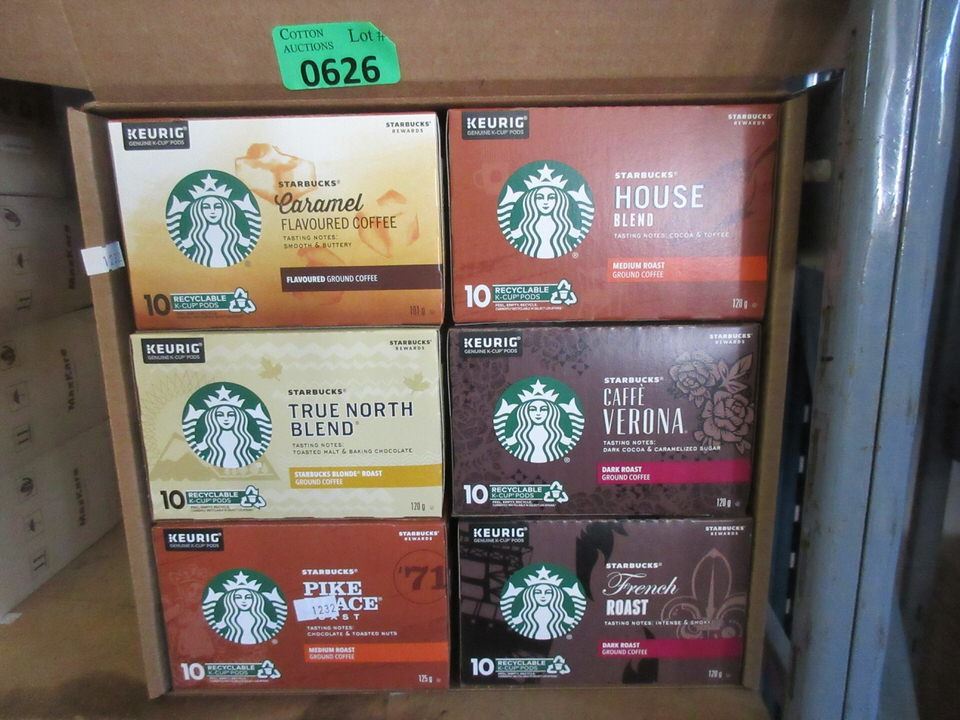 COTTON AUCTIONS Lot #
0626
KEURIG®
GENUINE K-CUP® PODS
STARBUCKS®
REWARDS
STARBUCKS®
Caramel
FLAVOURED COFFEE
TASTING NOTES:
SMOOTH & BUTTERY
FLAVOURED GROUND COFFEE
10 RECYCLABLE
K-CUP® PODS
101 g
KEURIG®
GENUINE K-CUP® PODS
STARBUCKS®
REWARDS
STARBUCKS®
HOUSE
BLEND
TASTING NOTES: COCOA & TOFFEE
MEDIUM ROAST
GROUND COFFEE
10 RECYCLABLE
K-CUP® PODS
PEEL, EMPTY, RECYCLE.
120 g
KEURIG®
GENUINE K-CUP® PODS
STARBUCKS®
REWARDS
STARBUCKS®
TRUE NORTH
BLEND®
TASTING NOTES:
TOASTED MALT & BAKING CHOCOLATE
STARBUCKS BLONDE® ROAST
GROUND COFFEE
10 RECYCLABLE
K-CUP® PODS
120 g
KEURIG®
GENUINE K-CUP® PODS
STARBUCKS®
REWARDS
STARBUCKS®
CAFFÈ
VERONA
TASTING NOTES:
DARK COCOA & CARAMELIZED SUGAR
DARK ROAST
GROUND COFFEE
10 RECYCLABLE
K-CUP® PODS
120 g
KEURIG®
GENUINE K-CUP® PODS
STARBUCKS®
REWARDS
'71
STARBUCKS®
PIKE
1232
TASTING NOTES:
CHOCOLATE & TOASTED NUTS
MEDIUM ROAST
GROUND COFFEE
10 RECYCLABLE
K-CUP® PODS
125 g
KEURIG®
GENUINE K-CUP® PODS
STARBUCKS®
REWARDS
STARBUCKS®
French
ROAST
TASTING NOTES: INTENSE & SMOKY
DARK ROAST
GROUND COFFEE
10 RECYCLABLE
K-CUP® PODS
120 g